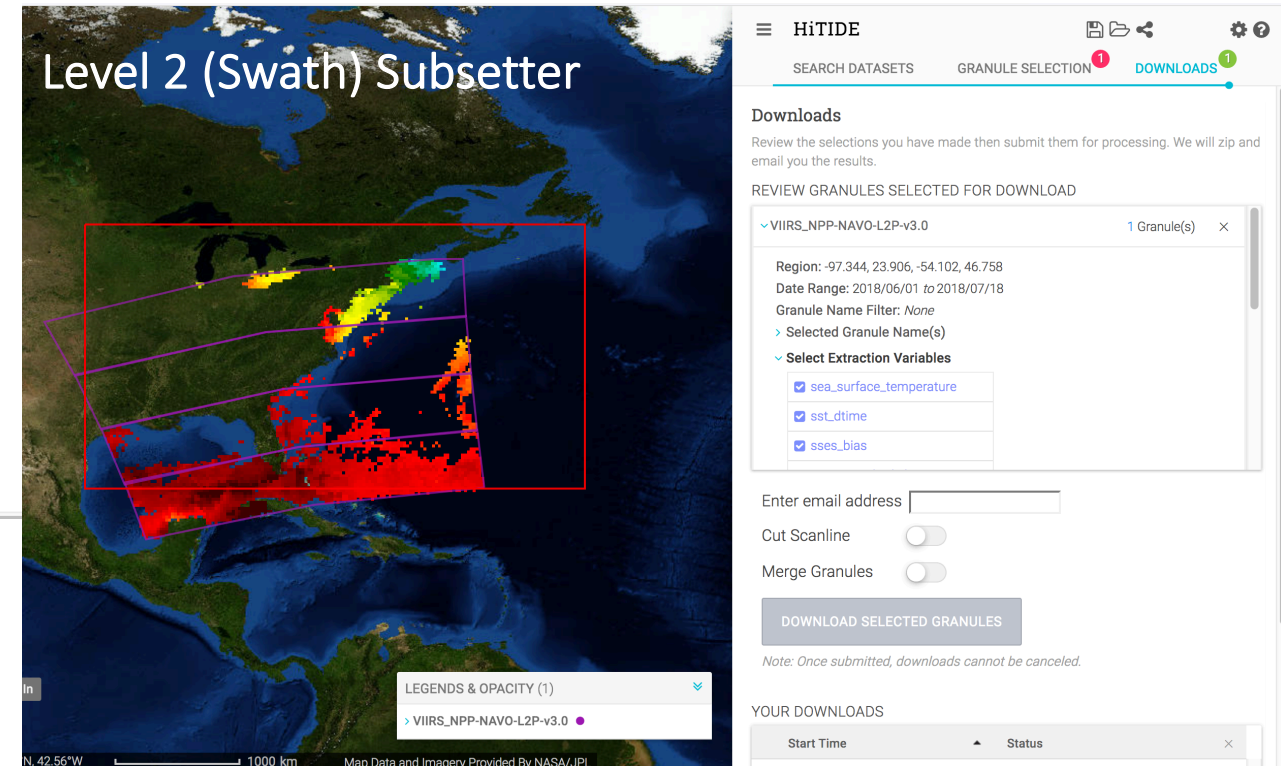 Level 2 (Swath) Subsetter
HiTIDE
SEARCH DATASETS
GRANULE SELECTION
1
DOWNLOADS
1
Downloads
Review the selections you have made then submit them for processing. We will zip and
email you the results.
REVIEW GRANULES SELECTED FOR DOWNLOAD
VIIRS_NPP-NAVO-L2P-v3.0
1 Granule(s)
Region: -97.344, 23.906, -54.102, 46.758
Date Range: 2018/06/01 to 2018/07/18
Granule Name Filter: None
Selected Granule Name(s)
Select Extraction Variables
sea_surface_temperature
sst_dtime
sses_bias
Enter email address
Cut Scanline
Merge Granules
DOWNLOAD SELECTED GRANULES
Note: Once submitted, downloads cannot be canceled.
YOUR DOWNLOADS
Start Time
Status
In
LEGENDS & OPACITY (1)
VIIRS_NPP-NAVO-L2P-v3.0
N, 42.56°W
1000 km
Map Data and Imagery Provided By NASA/JPL